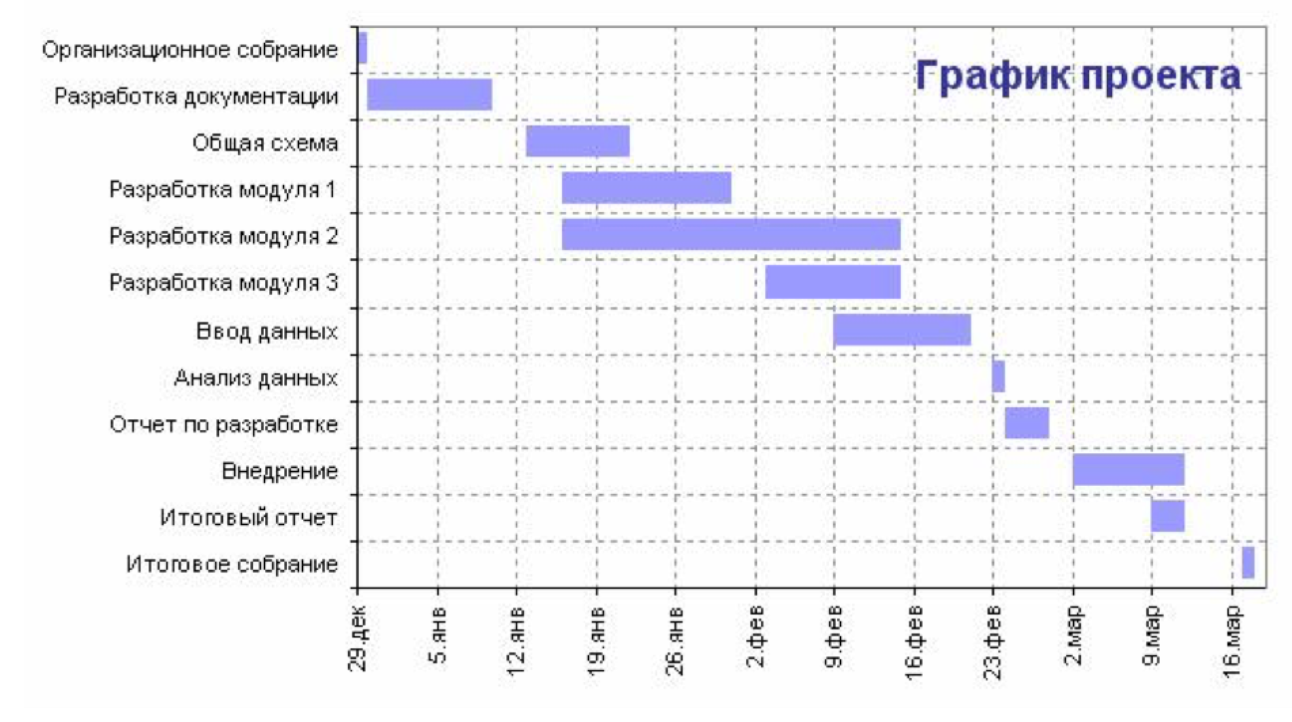 График проекта
Организационное собрание
Разработка документации
Общая схема
Разработка модуля 1
Разработка модуля 2
Разработка модуля 3
Ввод данных
Анализ данных
Отчет по разработке
Внедрение
Итоговый отчет
Итоговое собрание
29.дек
5.янв
12.янв
19.янв
26.янв
2.фев
9.фев
16.фев
23.фев
2.мар
9.мар
16.мар